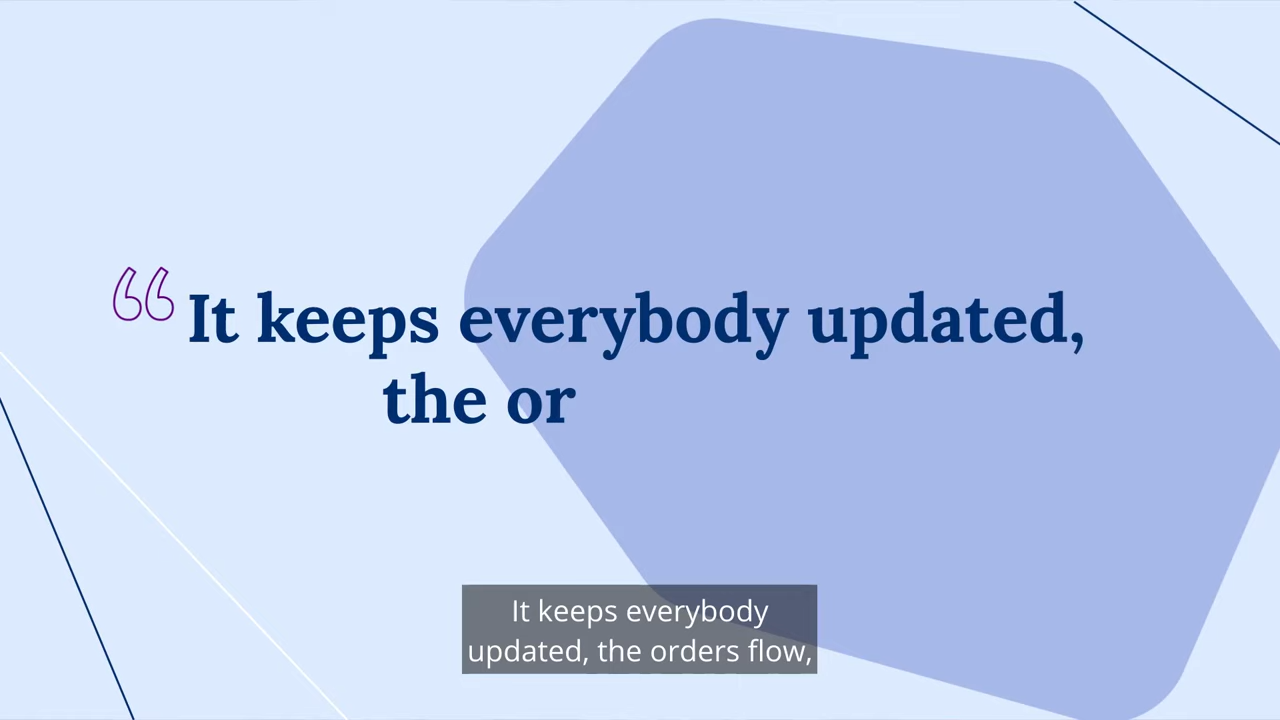 “It keeps everybody updated,
the or
It keeps everybody
updated, the orders flow,